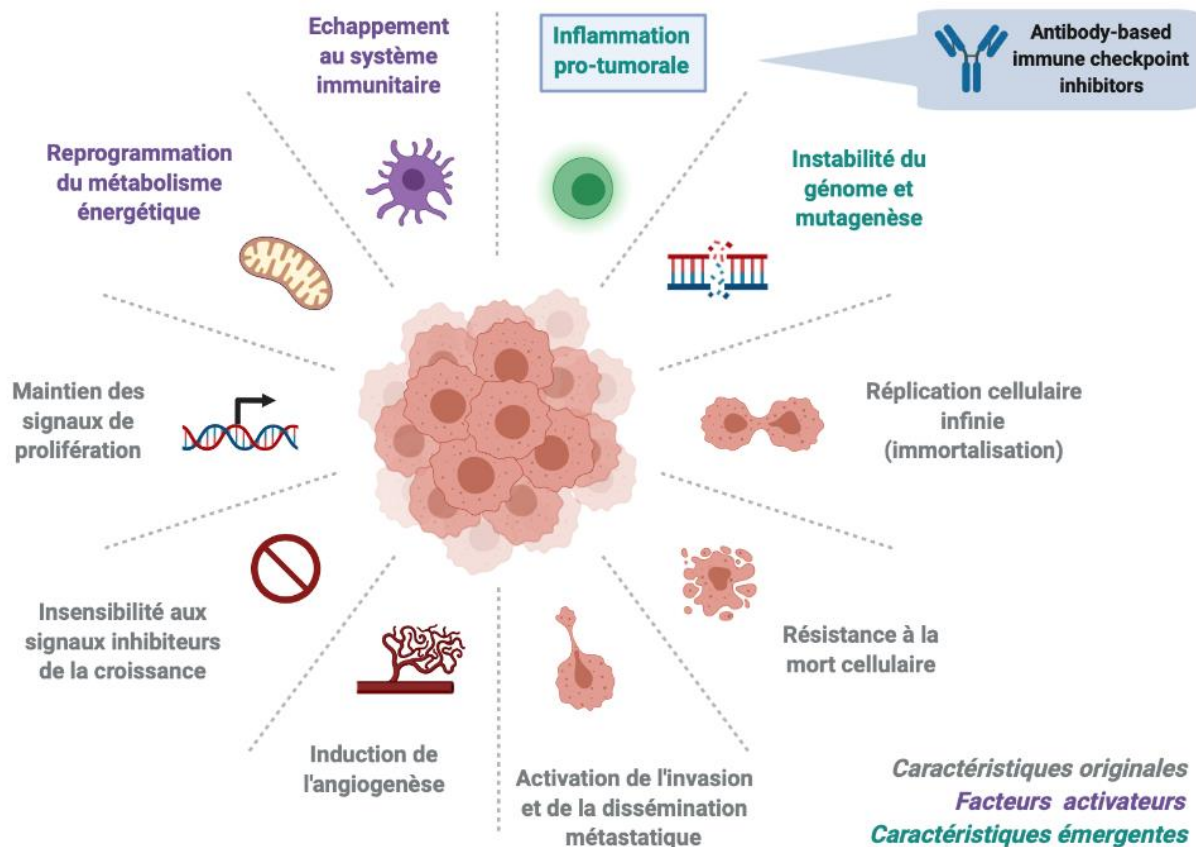 Echappement
au système
immunitaire
Inflammation
pro-tumorale
Antibody-based
immune checkpoint
inhibitors
Reprogrammation
du métabolisme
énergétique
Instabilité du
génome et
mutagenèse
Maintien des
signaux de
prolifération
Réplication cellulaire
infinie
(immortalisation)
Insensibilité aux
signaux inhibiteurs
de la croissance
Résistance à la
mort cellulaire
Induction de
l'angiogenèse
Activation de l'invasion
et de la dissémination
métastatique
Caractéristiques originales
Facteurs activateurs
Caractéristiques émergentes